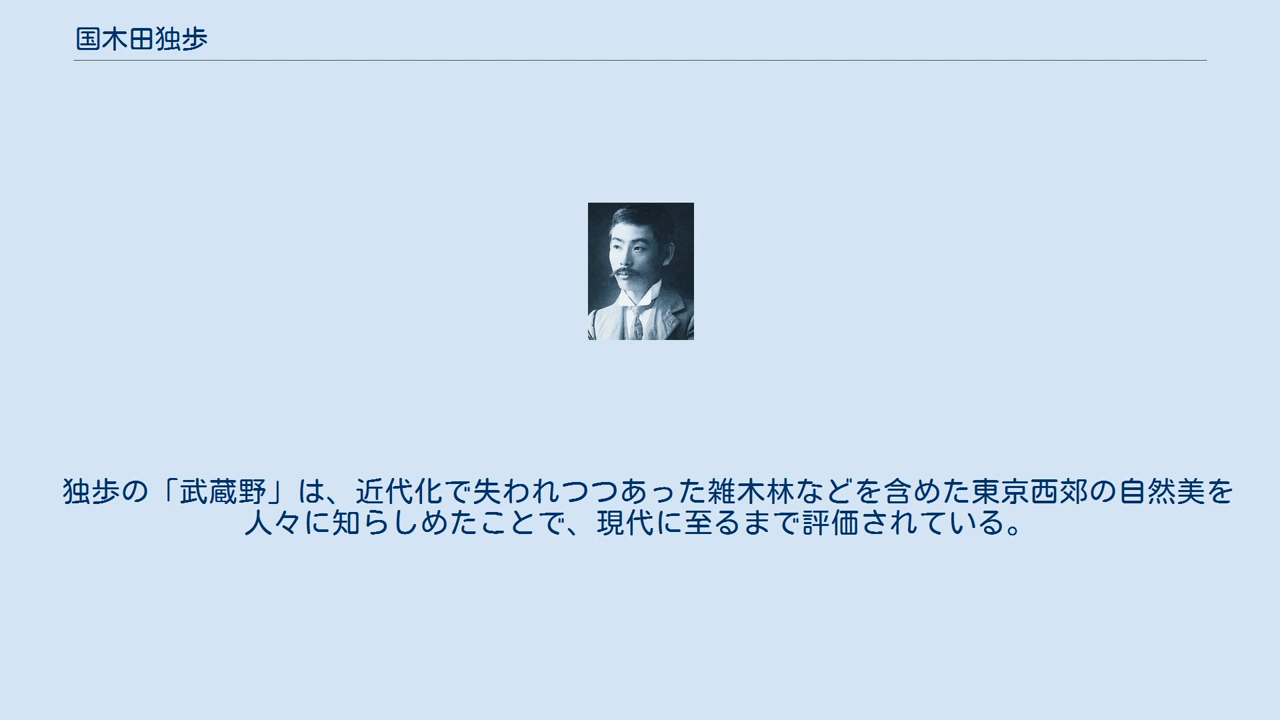 国木田独歩
独歩の「武蔵野」は、近代化で失われつつあった雑木林などを含めた東京西郊の自然美を
人々に知らしめたことで、現代に至るまで評価されている。